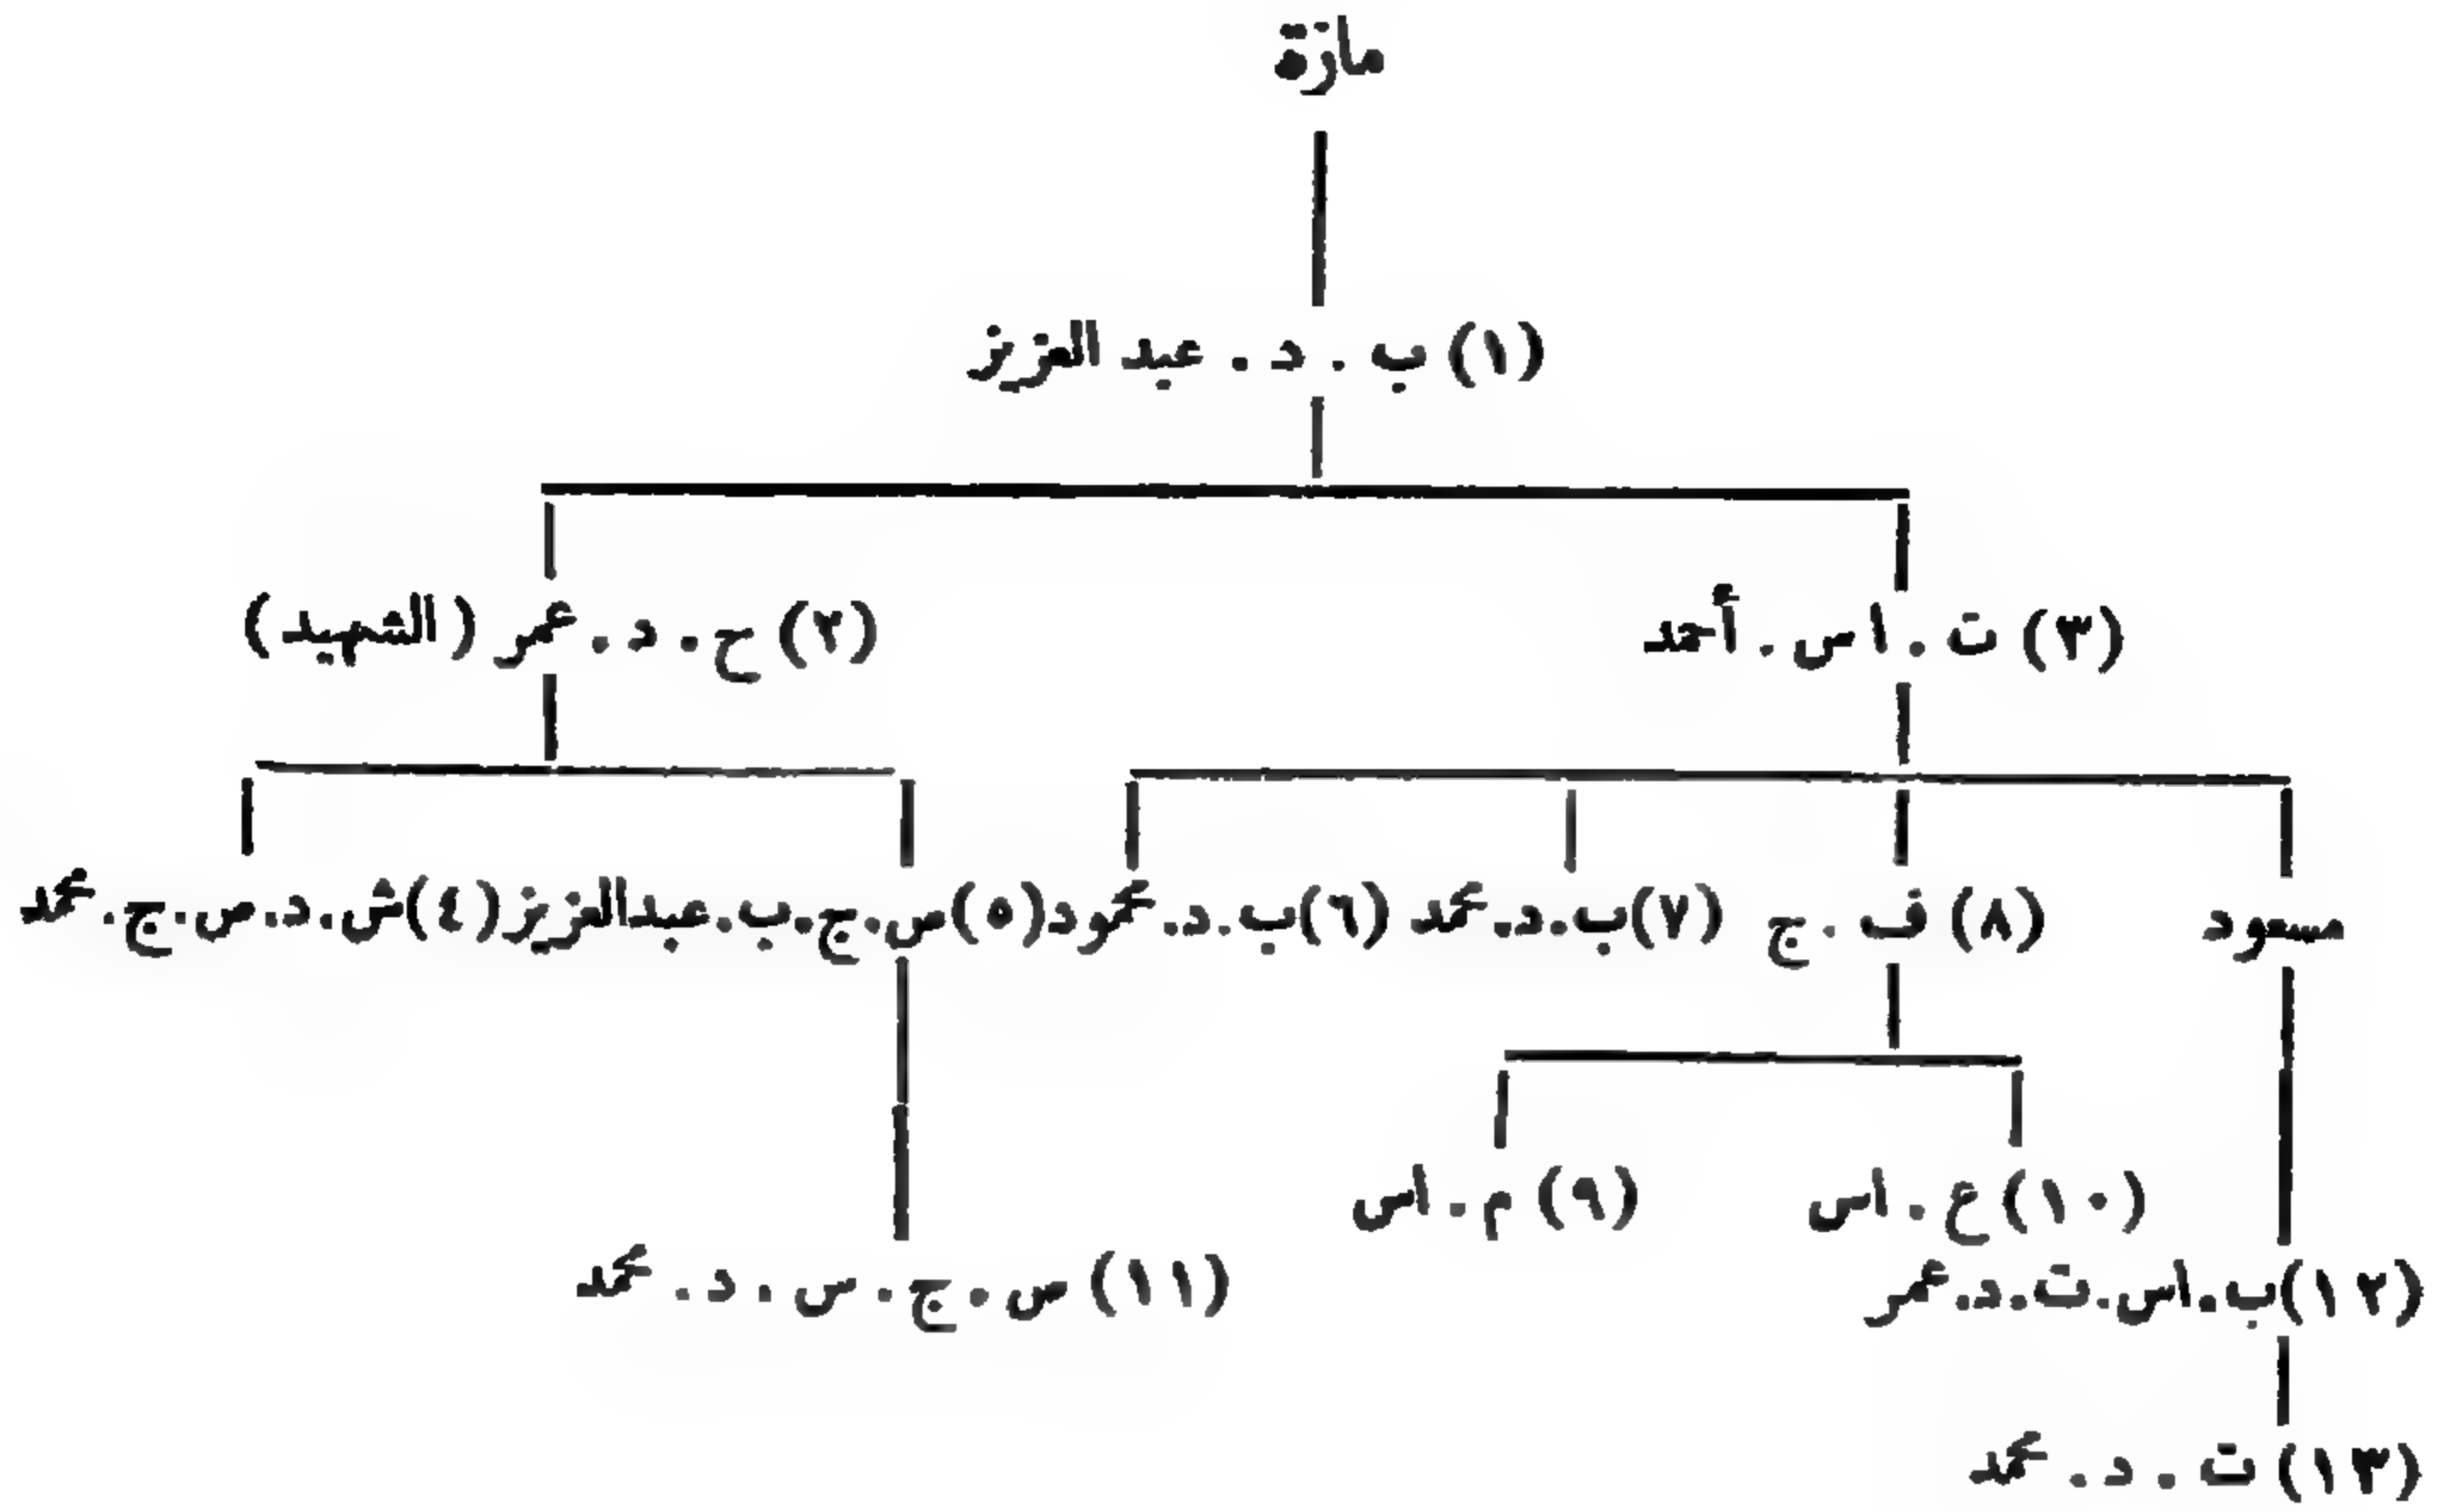 مازة
(١) ب . د . عبد العزيز
(٣) ت . اس . أحمد (٢) ح . د . عمر (الشهيد)
مسعود (٨) ف . ج (٧) ب . د . محمد (٦) ب . د . محمود (٥) ص . ج . ب . عبدالعزيز (٤) ش . د . ص . ج . محمد
(١٠) ع . اس (٩) م . اس
(١٢) ب . اس . ت . د . عمر (١١) ص . ج . س . د . محمد
(١٣) ت . د . محمد